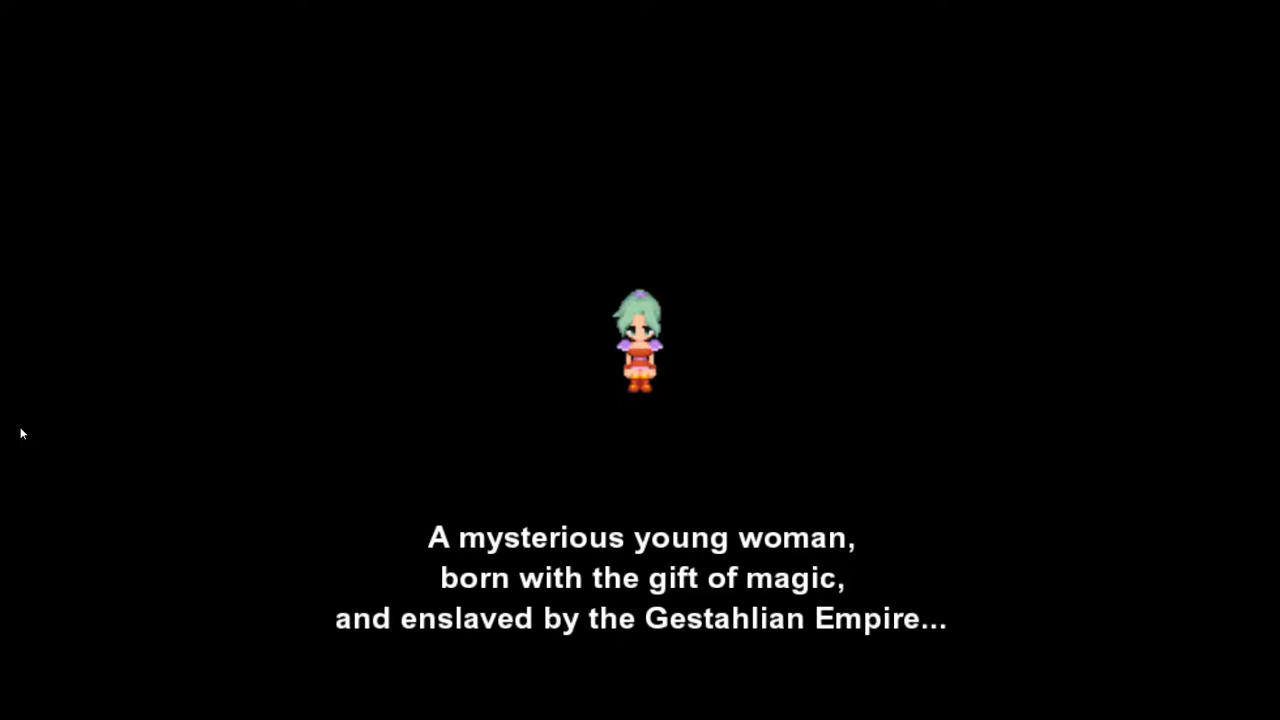 A mysterious young woman,
born with the gift of magic,
and enslaved by the Gestahlian Empire...